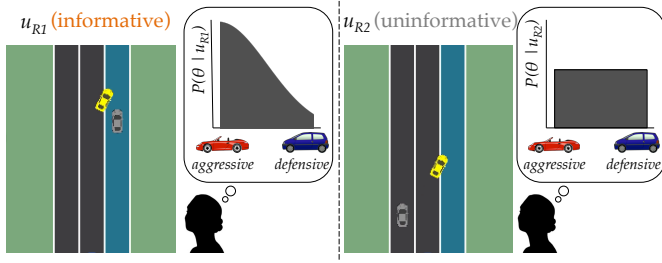 u_R1 (informative)
P(θ | u_R1)
aggressive defensive
u_R2 (uninformative)
P(θ | u_R2)
aggressive defensive